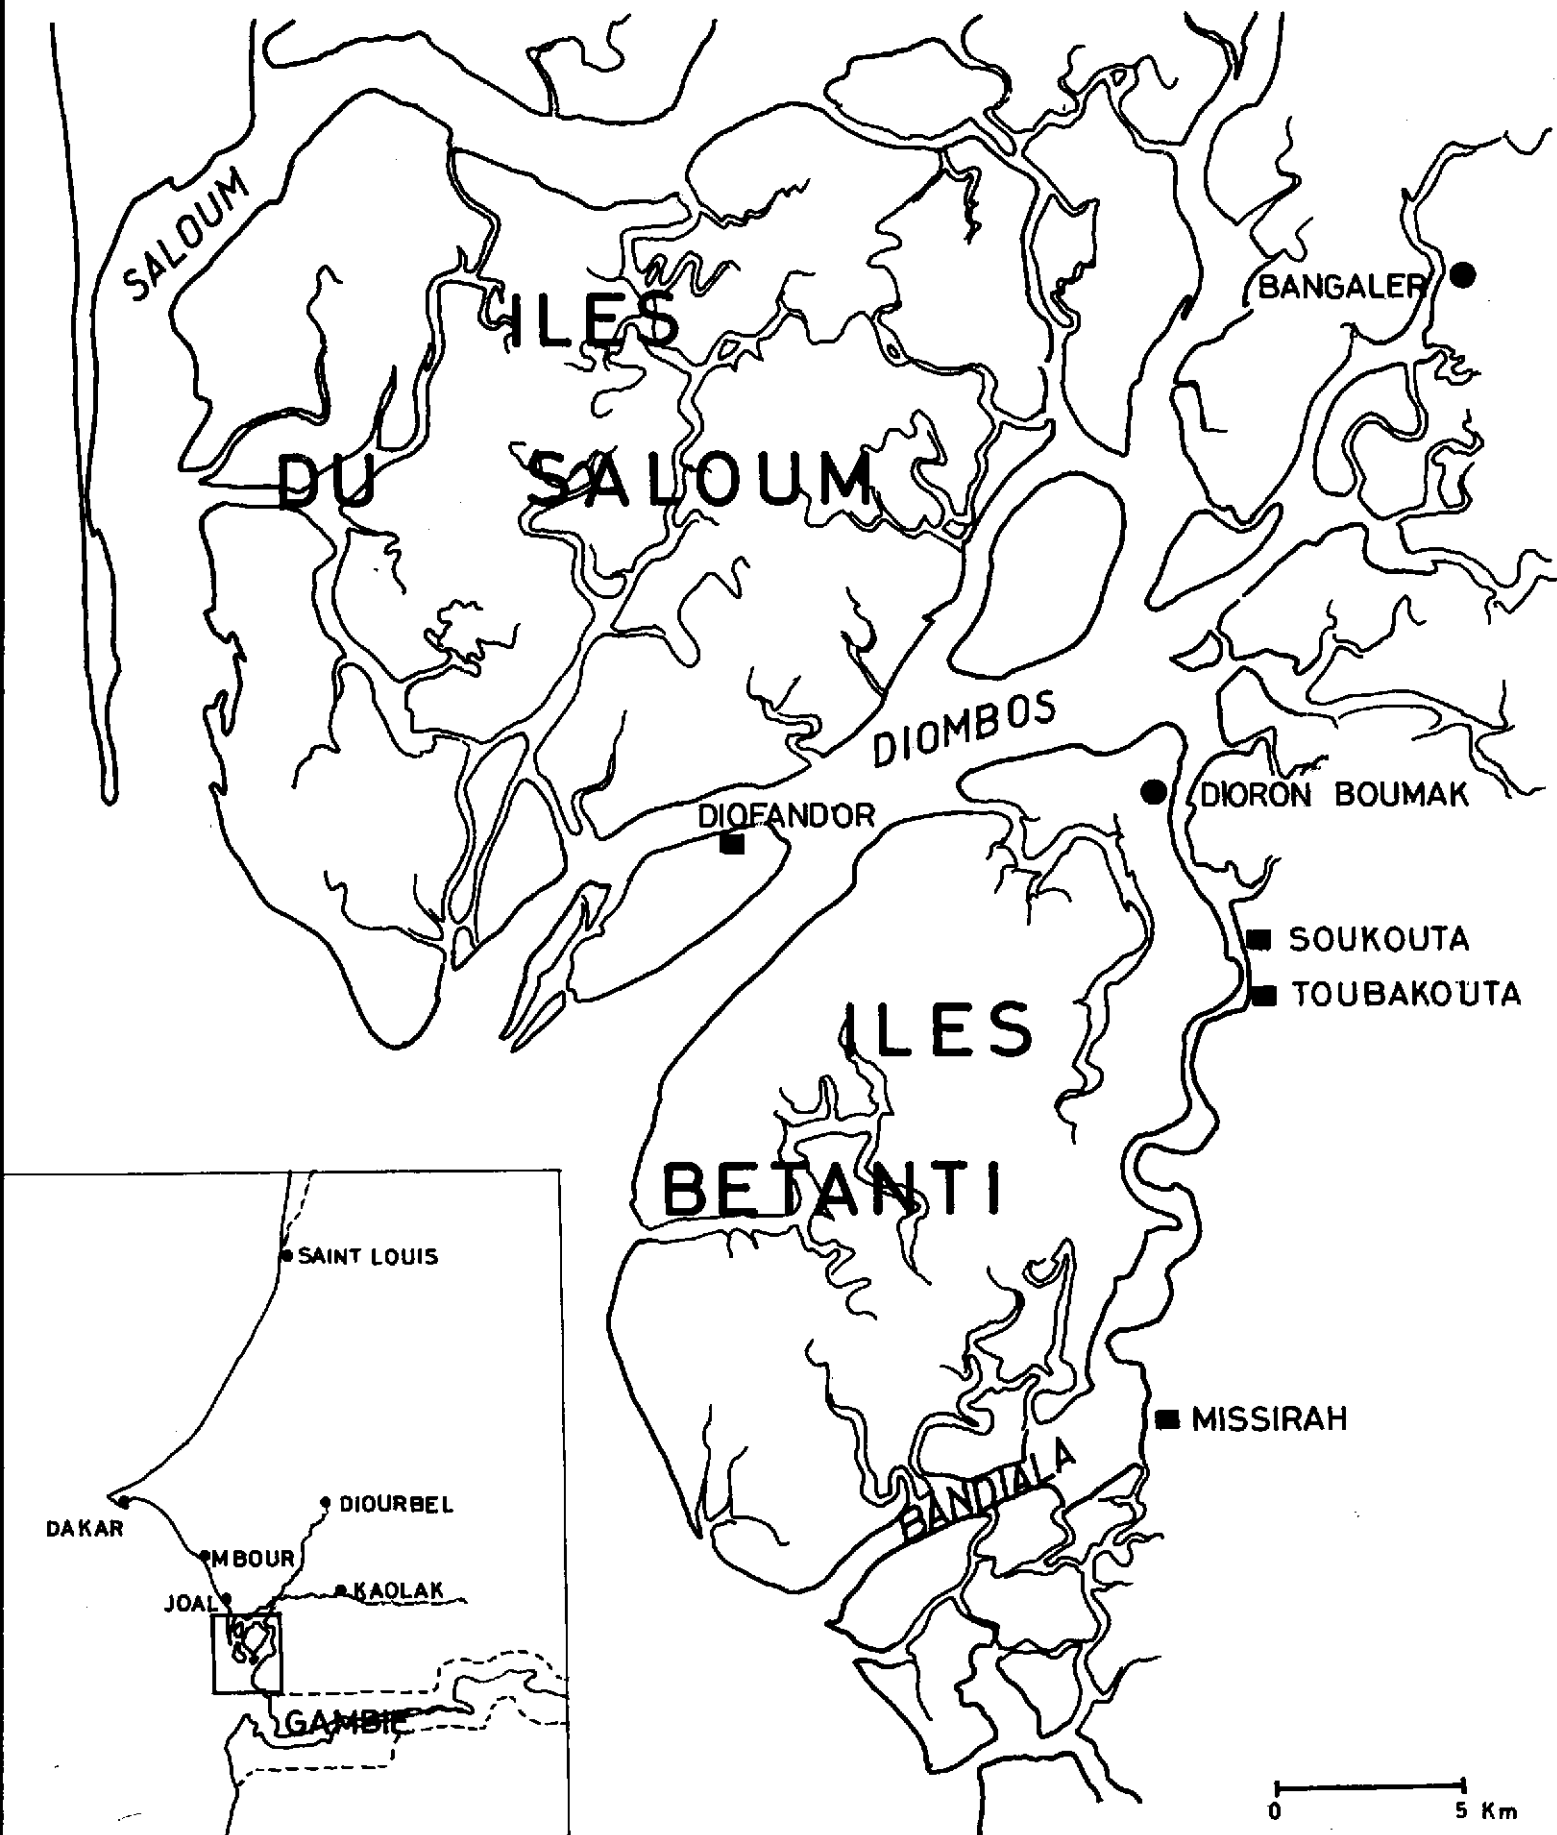 SALOUM
ILES
BANGALER
DU SALOUM
DIOMBOS
DIOFANDOR
DIORON BOUMAK
SOUKOUTA
TOUBAKOUTA
ILES
BETANTI
MISSIRAH
BANDIALA
SAINT LOUIS
DIOURBEL
DAKAR
MBOUR
KAOLAK
JOAL
GAMBIE
0 5 Km